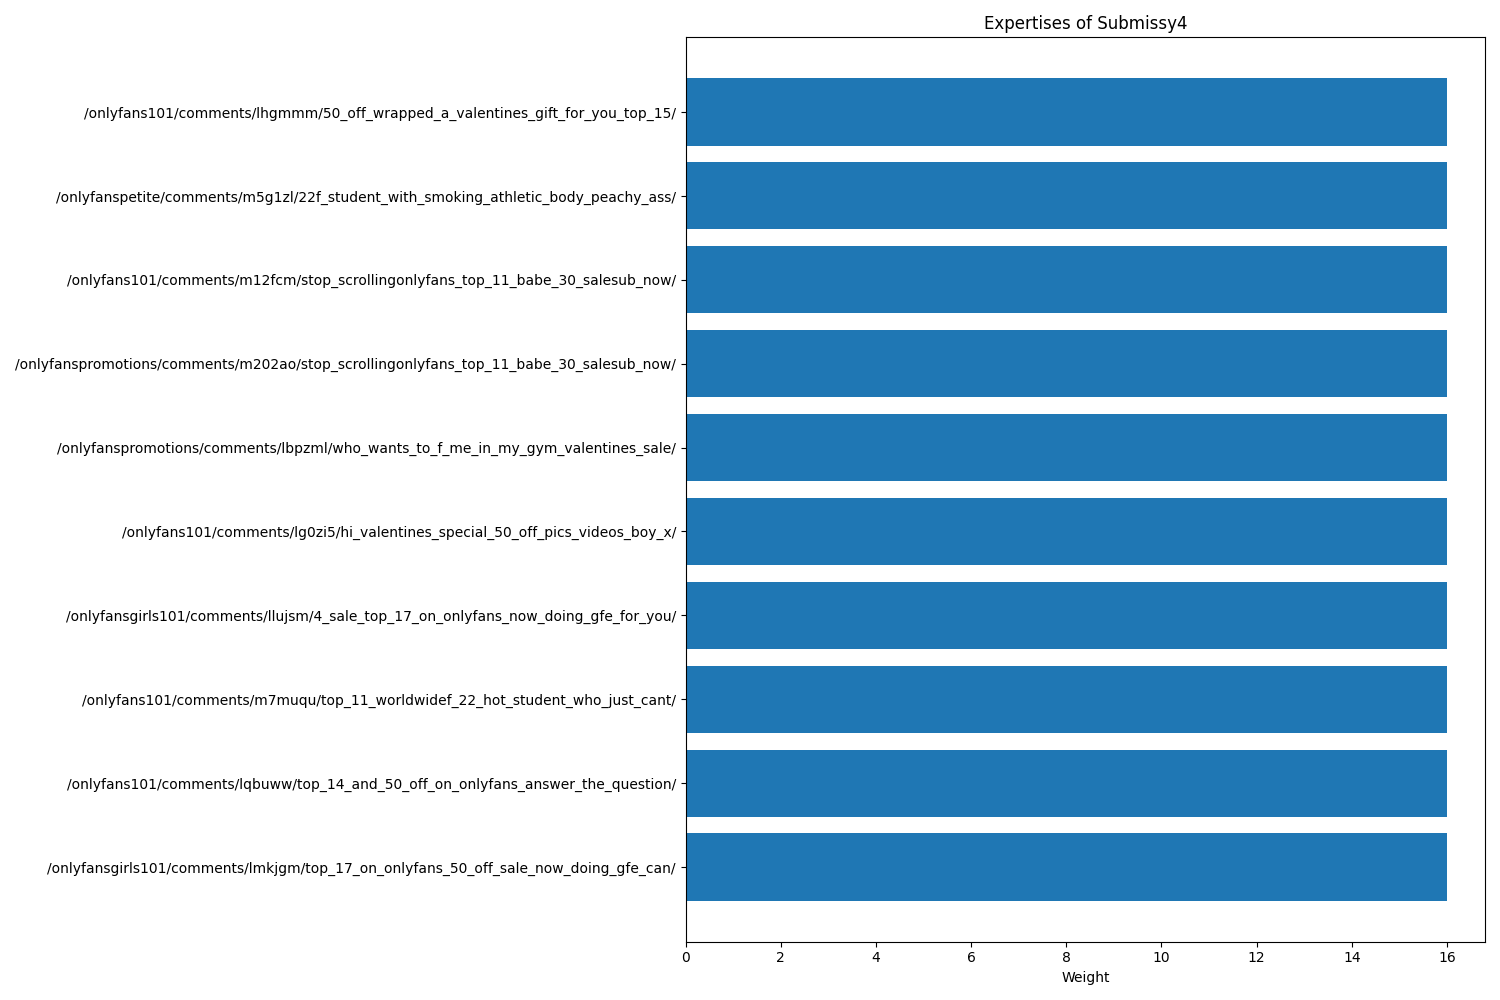 Expertises of Submissy4
/onlyfans101/comments/lhgmmm/50_off_wrapped_a_valentines_gift_for_you_top_15/
/onlyfanspetite/comments/m5g1zl/22f_student_with_smoking_athletic_body_peachy_ass/
/onlyfans101/comments/m12fcm/stop_scrollingonlyfans_top_11_babe_30_salesub_now/
/onlyfanspromotions/comments/m202ao/stop_scrollingonlyfans_top_11_babe_30_salesub_now/
/onlyfanspromotions/comments/lbpzml/who_wants_to_f_me_in_my_gym_valentines_sale/
/onlyfans101/comments/lg0zi5/hi_valentines_special_50_off_pics_videos_boy_x/
/onlyfansgirls101/comments/llujsm/4_sale_top_17_on_onlyfans_now_doing_gfe_for_you/
/onlyfans101/comments/m7muqu/top_11_worldwidef_22_hot_student_who_just_cant/
/onlyfans101/comments/lqbuww/top_14_and_50_off_on_onlyfans_answer_the_question/
/onlyfansgirls101/comments/lmkjgm/top_17_on_onlyfans_50_off_sale_now_doing_gfe_can/
0 2 4 6 8 10 12 14 16
Weight